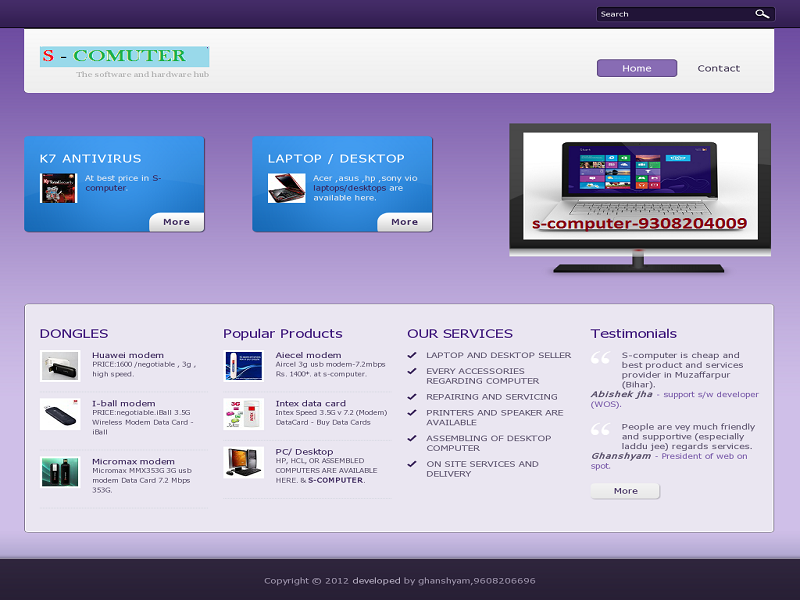 Search
S - COMUTER
The software and hardware hub
Home
Contact
K7 ANTIVIRUS
At best price in S-
computer.
More
LAPTOP / DESKTOP
Acer ,asus ,hp ,sony vio
laptops/desktops are
available here.
More
s-computer-9308204009
DONGLES
Huawei modem
PRICE:1600 /negotiable , 3g ,
high speed.
I-ball modem
PRICE:negotiable.iBall 3.5G
Wireless Modem Data Card -
iBall
Micromax modem
Micromax MMX353G 3G usb
modem Data Card 7.2 Mbps
353G.
Popular Products
Aiecel modem
Aircel 3g usb modem-7.2mbps
Rs. 1400*. at s-computer.
Intex data card
Intex Speed 3.5G v 7.2 (Modem)
DataCard - Buy Data Cards
PC/ Desktop
HP, HCL, OR ASSEMBLED
COMPUTERS ARE AVAILABLE
HERE. & S-COMPUTER.
OUR SERVICES
LAPTOP AND DESKTOP SELLER
EVERY ACCESSORIES
REGARDING COMPUTER
REPAIRING AND SERVICING
PRINTERS AND SPEAKER ARE
AVAILABLE
ASSEMBLING OF DESKTOP
COMPUTER
ON SITE SERVICES AND
DELIVERY
Testimonials
S-computer is cheap and
best product and services
provider in Muzaffarpur
(Bihar).
Abishek jha - support s/w developer
(WOS).
People are vey much friendly
and supportive (especially
laddu jee) regards services.
Ghanshyam - President of web on
spot.
More
Copyright © 2012 developed by ghanshyam,9608206696